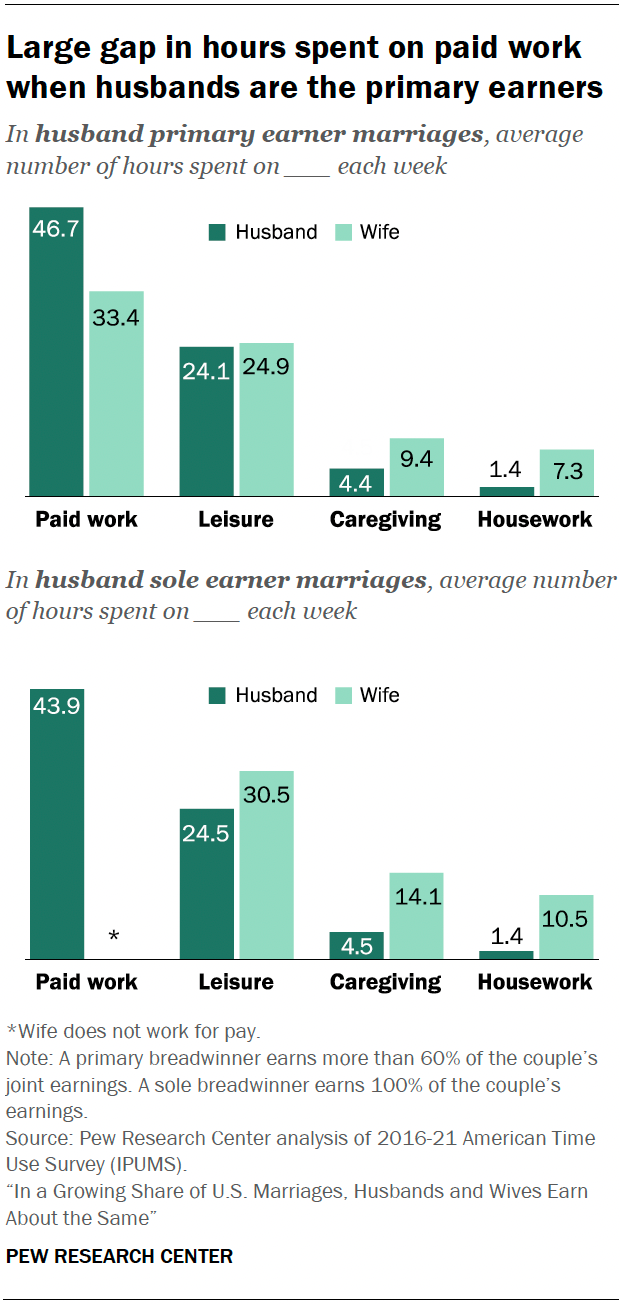 Large gap in hours spent on paid work
when husbands are the primary earners
In husband primary earner marriages, average
number of hours spent on ___ each week
Husband Wife
46.7 33.4 24.1 24.9 4.4 9.4 1.4 7.3
Paid work Leisure Caregiving Housework
In husband sole earner marriages, average number
of hours spent on ___ each week
Husband Wife
43.9 * 24.5 30.5 4.5 14.1 1.4 10.5
Paid work Leisure Caregiving Housework
*Wife does not work for pay.
Note: A primary breadwinner earns more than 60% of the couple’s
joint earnings. A sole breadwinner earns 100% of the couple’s
earnings.
Source: Pew Research Center analysis of 2016-21 American Time
Use Survey (IPUMS).
“In a Growing Share of U.S. Marriages, Husbands and Wives Earn
About the Same”
PEW RESEARCH CENTER